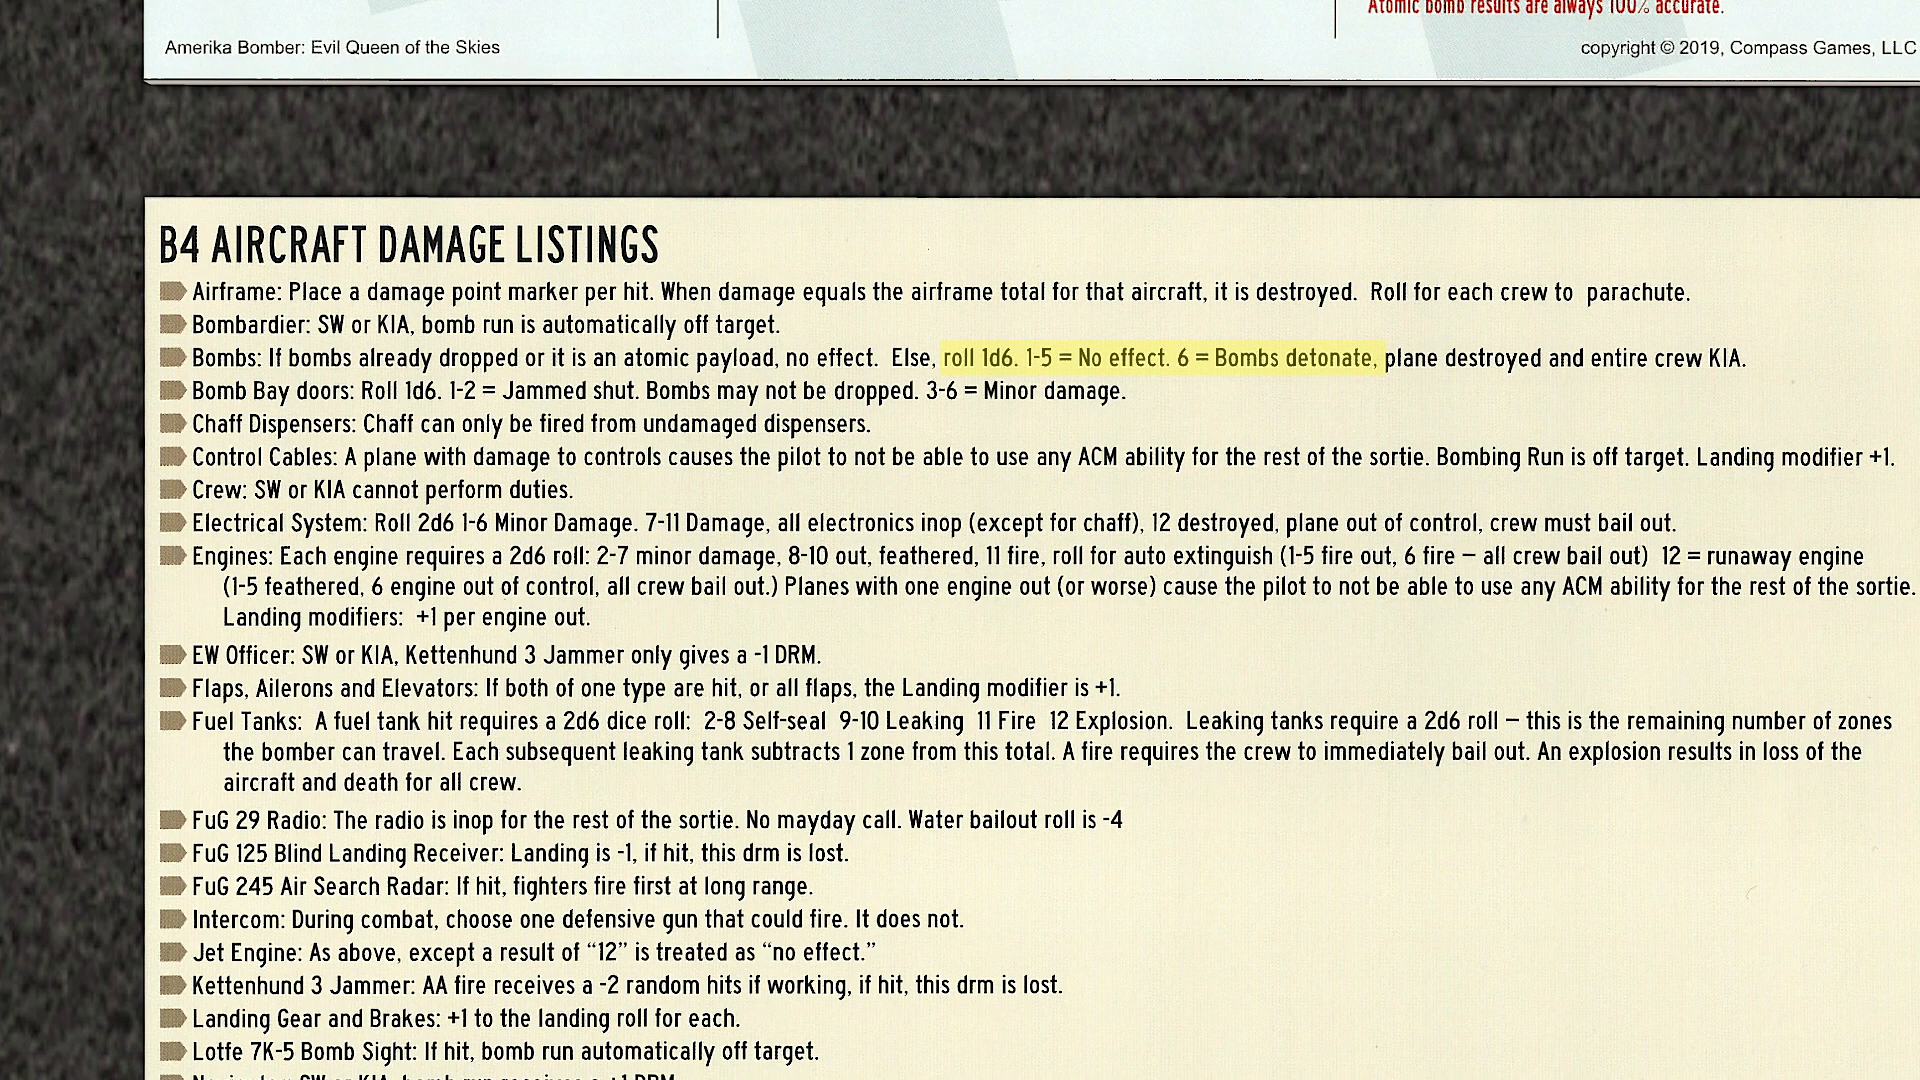 Atomic bomb results are always 100% accurate.
Amerika Bomber: Evil Queen of the Skies
copyright © 2019, Compass Games, LLC
B4 AIRCRAFT DAMAGE LISTINGS
Airframe: Place a damage point marker per hit. When damage equals the airframe total for that aircraft, it is destroyed. Roll for each crew to parachute.
Bombardier: SW or KIA, bomb run is automatically off target.
Bombs: If bombs already dropped or it is an atomic payload, no effect. Else, roll 1d6. 1-5 = No effect. 6 = Bombs detonate, plane destroyed and entire crew KIA.
Bomb Bay doors: Roll 1d6. 1-2 = Jammed shut. Bombs may not be dropped. 3-6 = Minor damage.
Chaff Dispensers: Chaff can only be fired from undamaged dispensers.
Control Cables: A plane with damage to controls causes the pilot to not be able to use any ACM ability for the rest of the sortie. Bombing Run is off target. Landing modifier +1.
Crew: SW or KIA cannot perform duties.
Electrical System: Roll 2d6 1-6 Minor Damage. 7-11 Damage, all electronics inop (except for chaff), 12 destroyed, plane out of control, crew must bail out.
Engines: Each engine requires a 2d6 roll: 2-7 minor damage, 8-10 out, feathered, 11 fire, roll for auto extinguish (1-5 fire out, 6 fire – all crew bail out) 12 = runaway engine
(1-5 feathered, 6 engine out of control, all crew bail out.) Planes with one engine out (or worse) cause the pilot to not be able to use any ACM ability for the rest of the sortie.
Landing modifiers: +1 per engine out.
EW Officer: SW or KIA, Kettenhund 3 Jammer only gives a -1 DRM.
Flaps, Ailerons and Elevators: If both of one type are hit, or all flaps, the Landing modifier is +1.
Fuel Tanks: A fuel tank hit requires a 2d6 dice roll: 2-8 Self-seal 9-10 Leaking 11 Fire 12 Explosion. Leaking tanks require a 2d6 roll – this is the remaining number of zones
the bomber can travel. Each subsequent leaking tank subtracts 1 zone from this total. A fire requires the crew to immediately bail out. An explosion results in loss of the
aircraft and death for all crew.
FuG 29 Radio: The radio is inop for the rest of the sortie. No mayday call. Water bailout roll is -4
FuG 125 Blind Landing Receiver: Landing is -1, if hit, this drm is lost.
FuG 245 Air Search Radar: If hit, fighters fire first at long range.
Intercom: During combat, choose one defensive gun that could fire. It does not.
Jet Engine: As above, except a result of “12” is treated as “no effect.”
Kettenhund 3 Jammer: AA fire receives a -2 random hits if working, if hit, this drm is lost.
Landing Gear and Brakes: +1 to the landing roll for each.
Lotfe 7K-5 Bomb Sight: If hit, bomb run automatically off target.